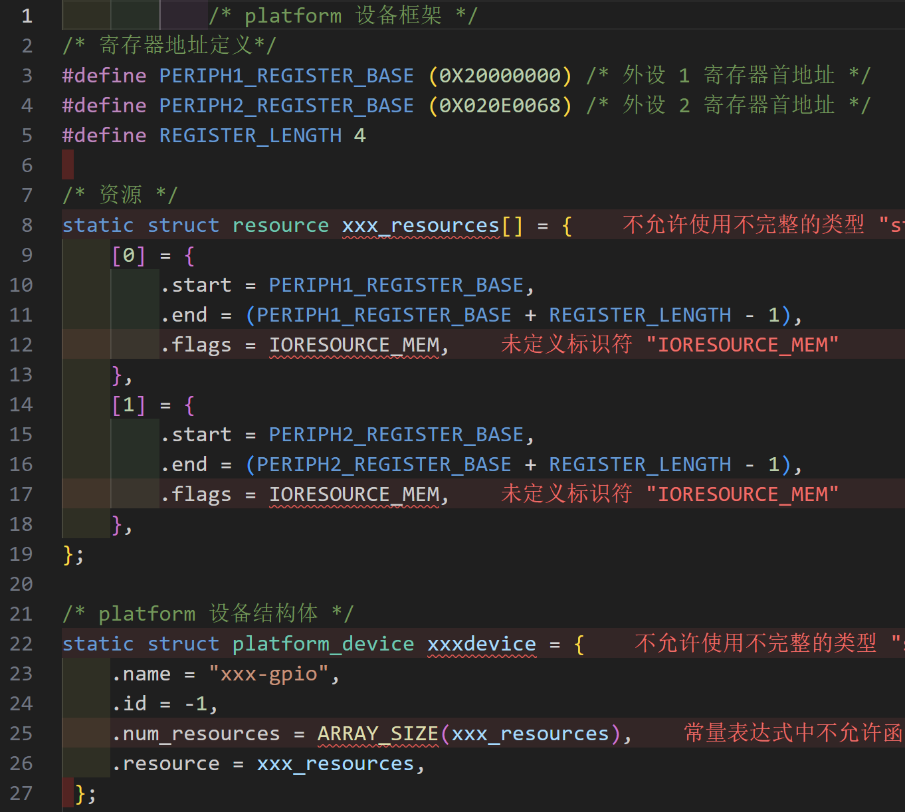 1 /* platform 设备框架 */
2 /* 寄存器地址定义*/
3 #define PERIPH1_REGISTER_BASE (0X20000000) /* 外设 1 寄存器首地址 */
4 #define PERIPH2_REGISTER_BASE (0X020E0068) /* 外设 2 寄存器首地址 */
5 #define REGISTER_LENGTH 4
6
7 /* 资源 */
8 static struct resource xxx_resources[] = { 不允许使用不完整的类型 "s
9 [0] = {
10 .start = PERIPH1_REGISTER_BASE,
11 .end = (PERIPH1_REGISTER_BASE + REGISTER_LENGTH - 1),
12 .flags = IORESOURCE_MEM, 未定义标识符 "IORESOURCE_MEM"
13 },
14 [1] = {
15 .start = PERIPH2_REGISTER_BASE,
16 .end = (PERIPH2_REGISTER_BASE + REGISTER_LENGTH - 1),
17 .flags = IORESOURCE_MEM, 未定义标识符 "IORESOURCE_MEM"
18 },
19 };
20
21 /* platform 设备结构体 */
22 static struct platform_device xxxdevice = { 不允许使用不完整的类型 "
23 .name = "xxx-gpio",
24 .id = -1,
25 .num_resources = ARRAY_SIZE(xxx_resources), 常量表达式中不允许函
26 .resource = xxx_resources,
27 };